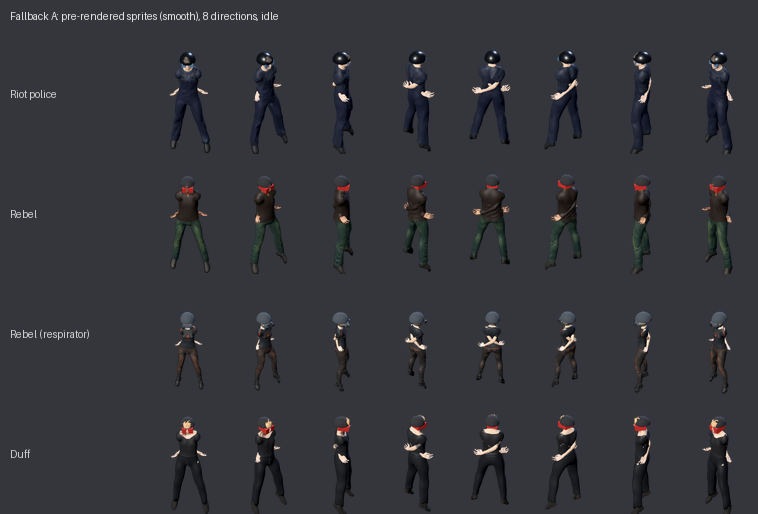 Fallback A: pre-rendered sprites (smooth), 8 directions, idle
Riot police
Rebel
Rebel (respirator)
Duff